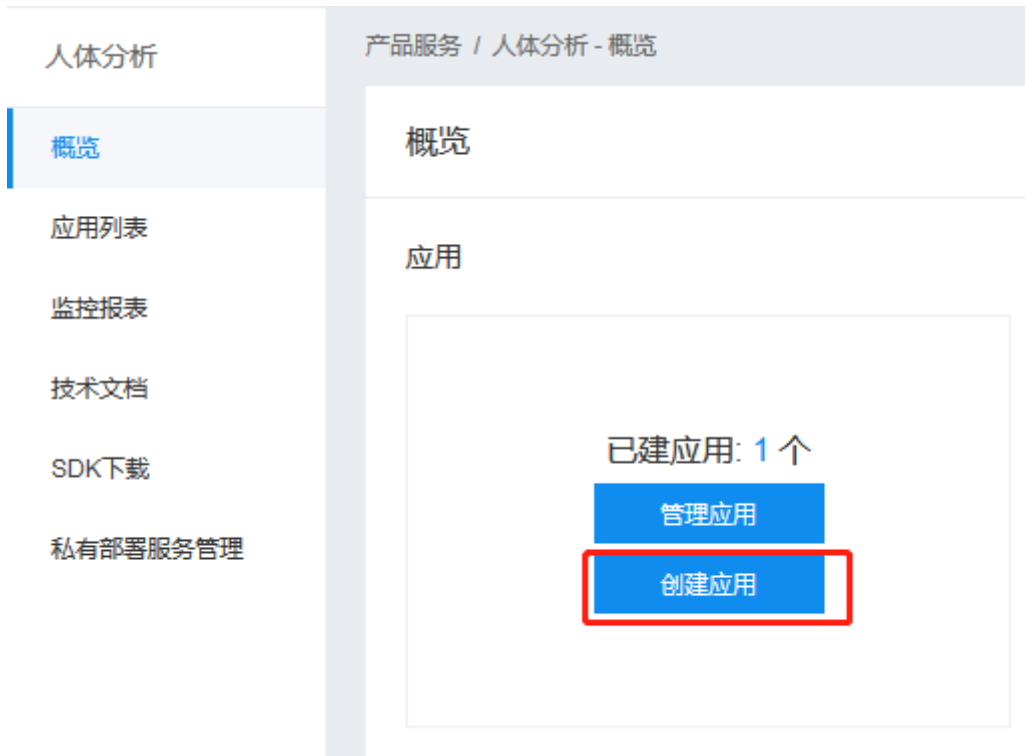 人体分析
概览
应用列表
监控报表
技术文档
SDK下载
私有部署服务管理
产品服务 / 人体分析 - 概览
概览
应用
已建应用: 1 个
管理应用
创建应用